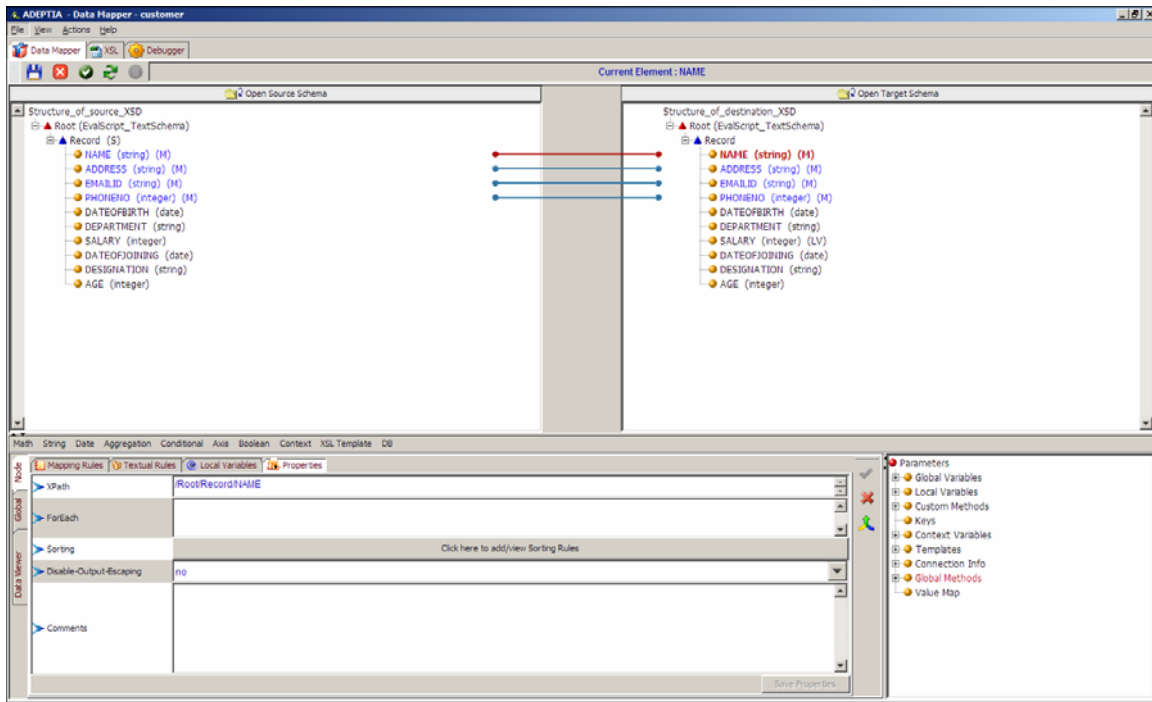 ADEPTIA - Data Mapper - customer
File View Actions Help
Data Mapper XSL Debugger
Current Element : NAME
Open Source Schema
Open Target Schema
Structure_of_source_XSD
Root (EvalScript_TextSchema)
Record (S)
NAME (string) (M)
ADDRESS (string) (M)
EMAILID (string) (M)
PHONENO (integer) (M)
DATEOFBIRTH (date)
DEPARTMENT (string)
SALARY (integer)
DATEOFJOINING (date)
DESIGNATION (string)
AGE (integer)
Structure_of_destination_XSD
Root (EvalScript_TextSchema)
Record
NAME (string) (M)
ADDRESS (string) (M)
EMAILID (string) (M)
PHONENO (integer) (M)
DATEOFBIRTH (date)
DEPARTMENT (string)
SALARY (integer) (LV)
DATEOFJOINING (date)
DESIGNATION (string)
AGE (integer)
Math String Date Aggregation Conditional Axis Boolean Context XSL Template DB
Node
Global
Data Viewer
Mapping Rules Textual Rules Local Variables Properties
XPath /Root/Record/NAME
ForEach
Sorting Click here to add/view Sorting Rules
Disable-Output-Escaping no
Comments
Save Properties
Parameters
Global Variables
Local Variables
Custom Methods
Keys
Context Variables
Templates
Connection Info
Global Methods
Value Map